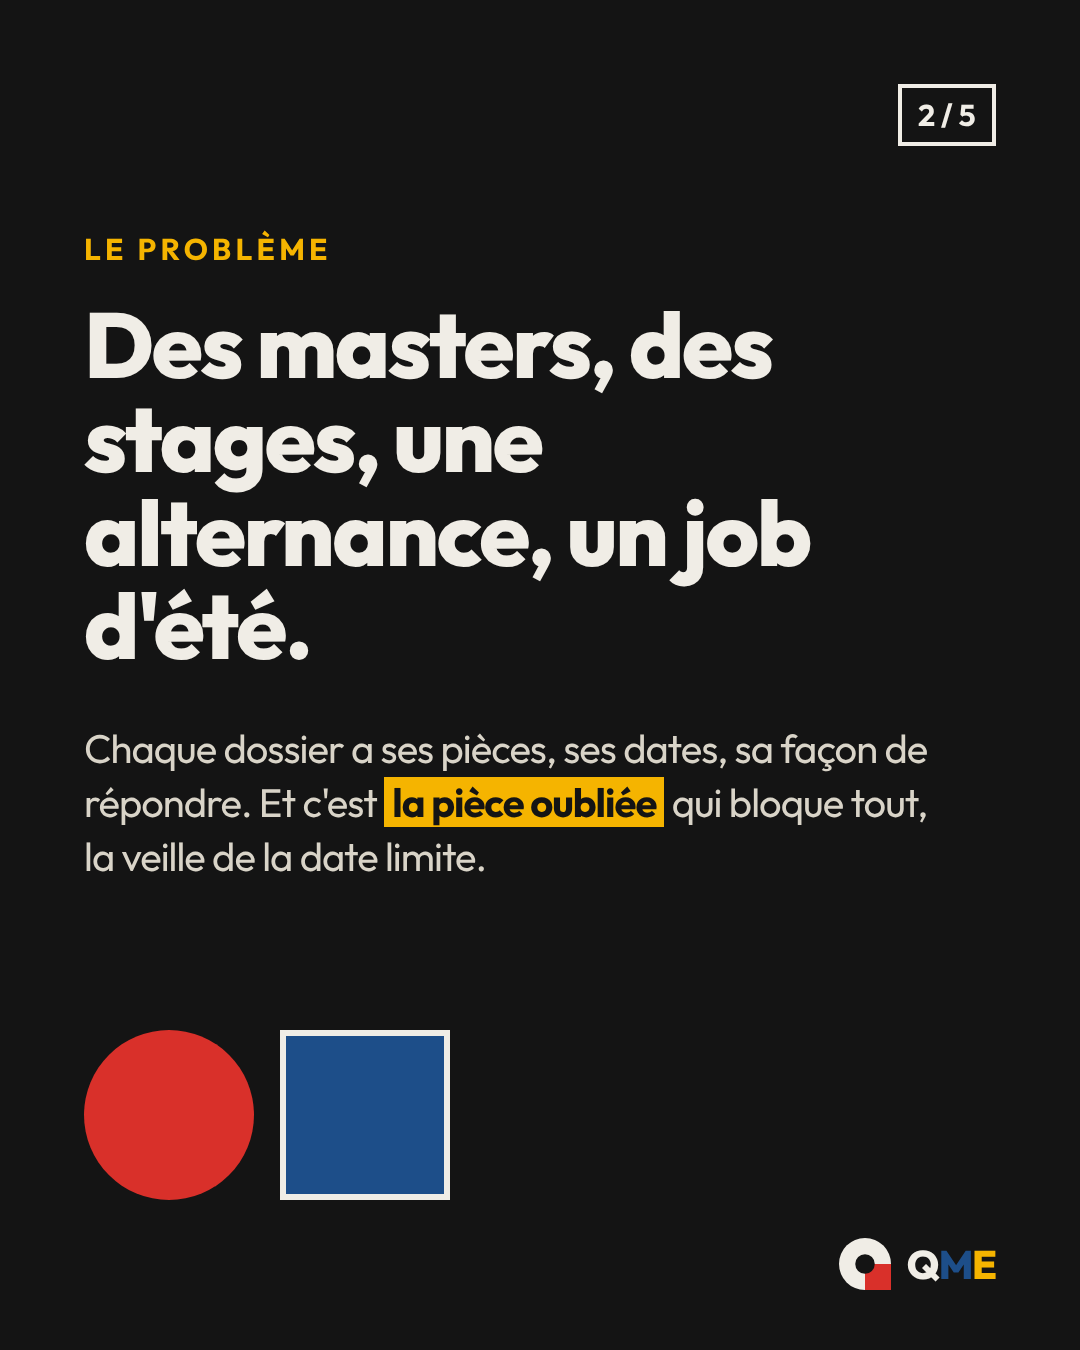 2 / 5
LE PROBLÈME
Des masters, des
stages, une
alternance, un job
d'été.
Chaque dossier a ses pièces, ses dates, sa façon de
répondre. Et c'est la pièce oubliée qui bloque tout,
la veille de la date limite.
QME